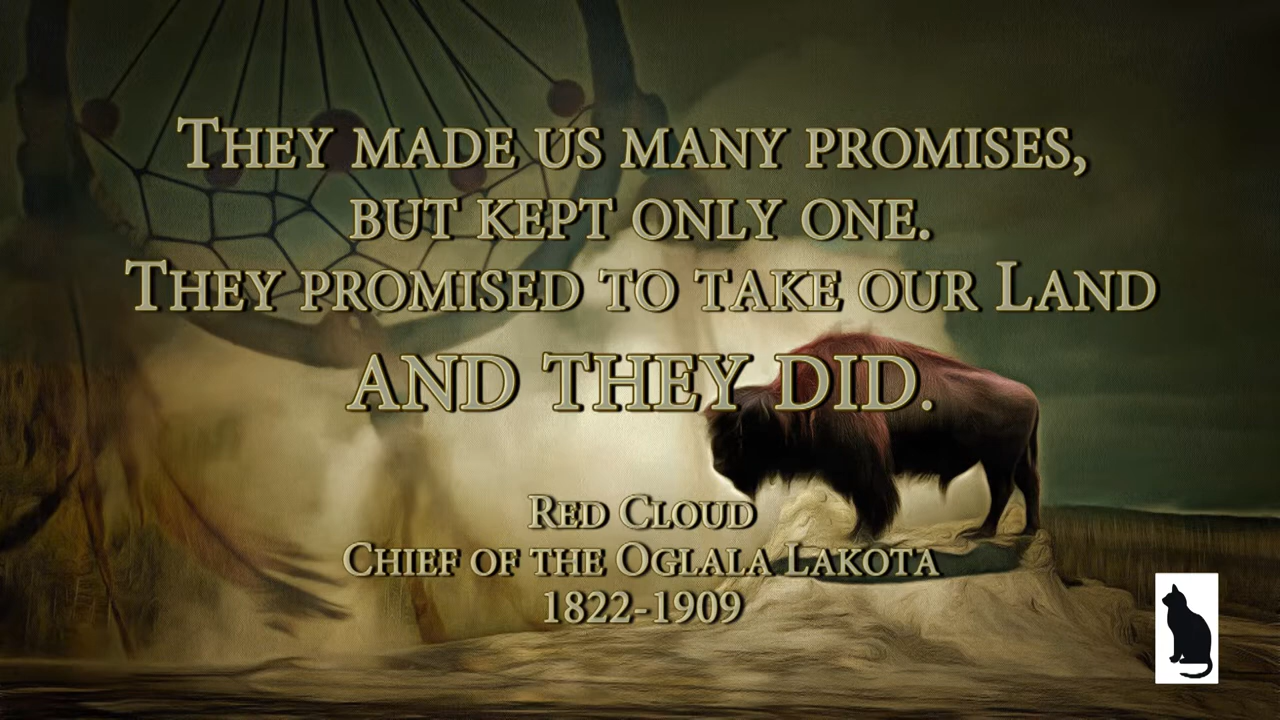 They made us many promises,
but kept only one.
They promised to take our Land
and they did.
Red Cloud
Chief of the Oglala Lakota
1822-1909